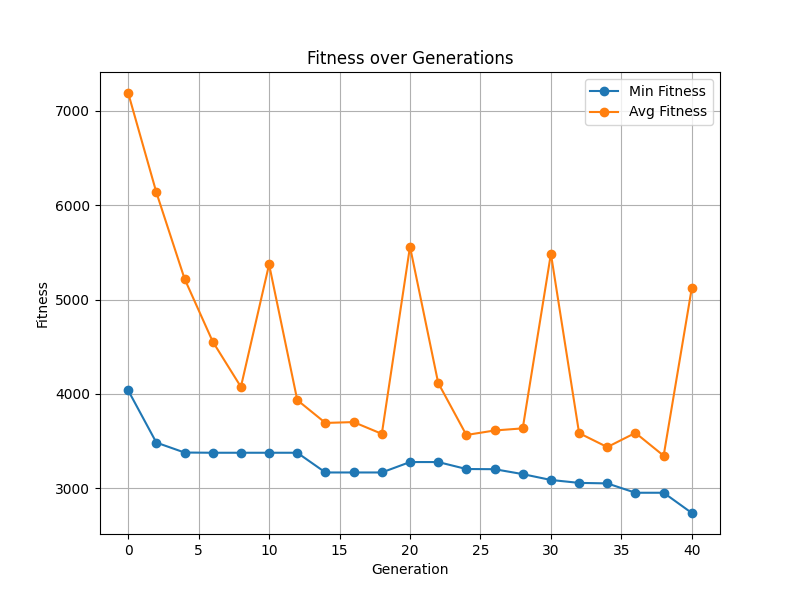 Fitness over Generations
Min Fitness
Avg Fitness
7000
6000
5000
4000
3000
Fitness
0 5 10 15 20 25 30 35 40
Generation